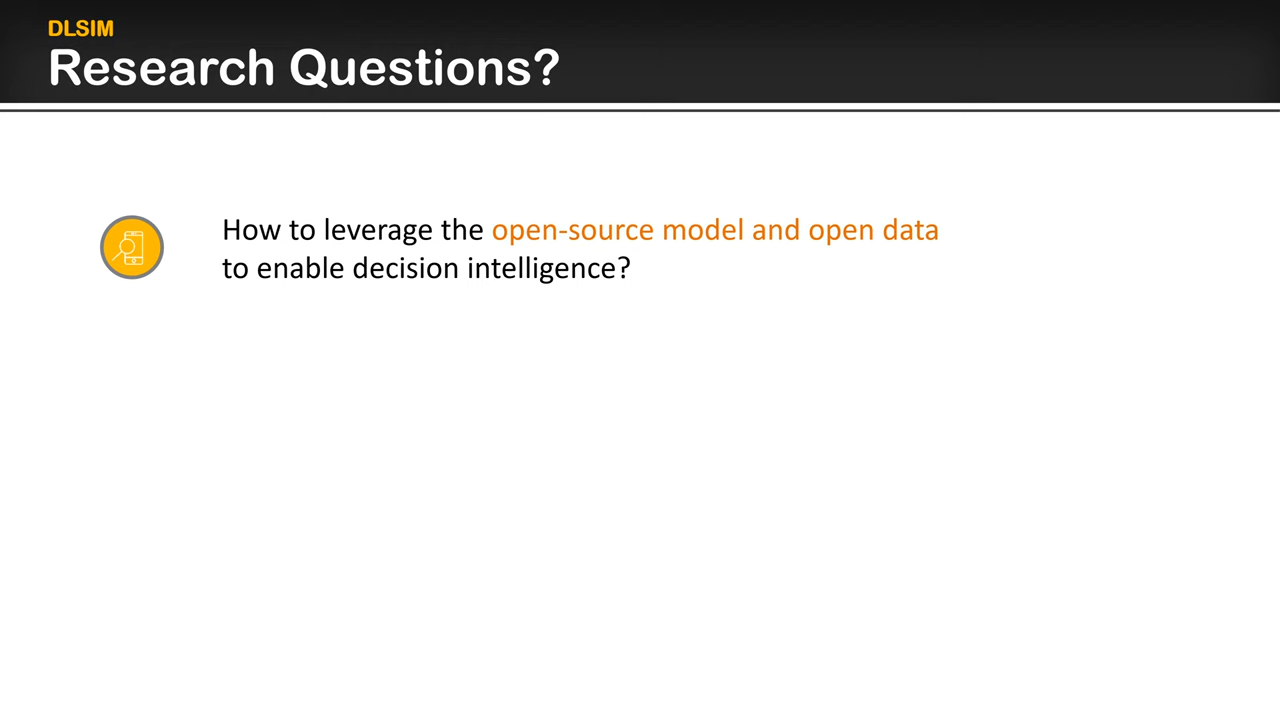 DLSIM
Research Questions?
How to leverage the open-source model and open data
to enable decision intelligence?